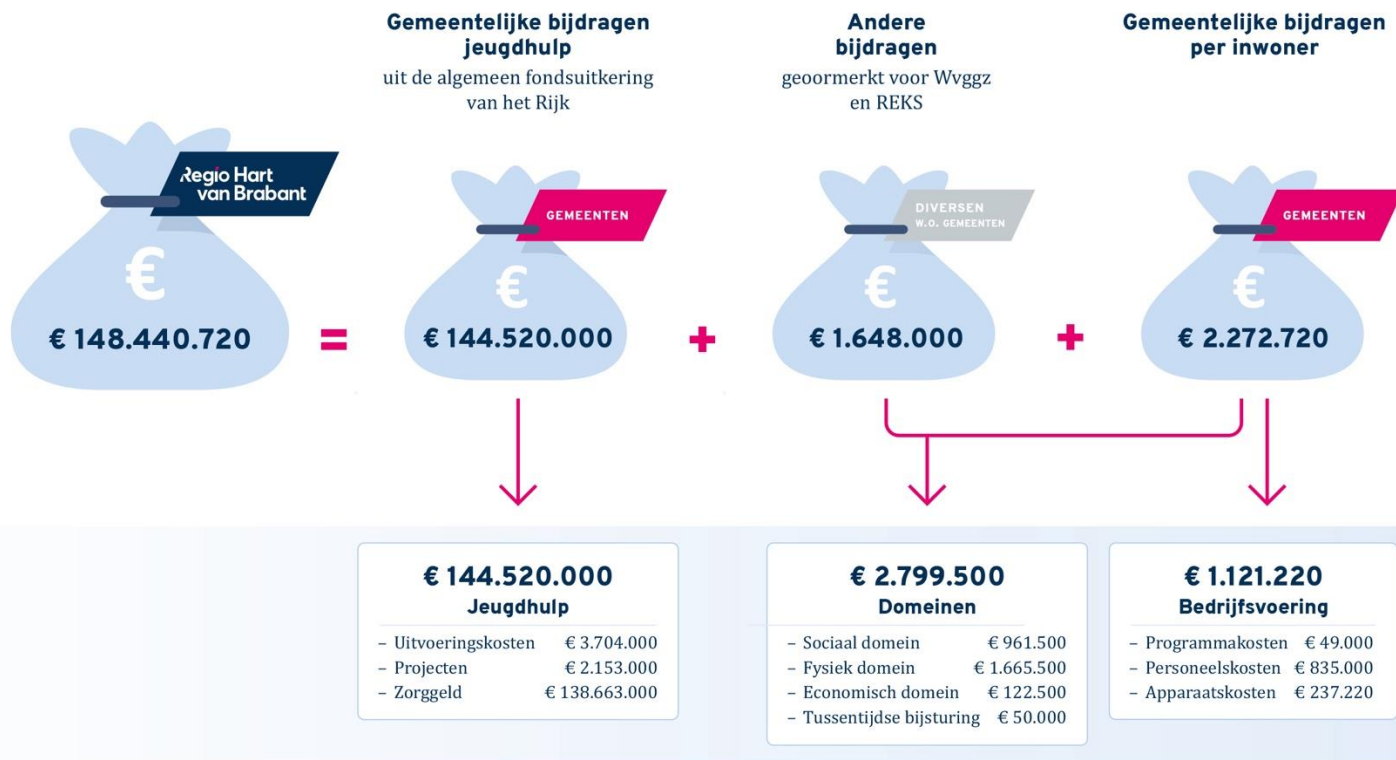 Gemeentelijke bijdragen
jeugdhulp
uit de algemeen fondsuitkering
van het Rijk
Andere
bijdragen
geoormerkt voor Wvggz
en REKS
Gemeentelijke bijdragen
per inwoner
Regio Hart
van Brabant
€
€ 148.440.720
=
GEMEENTEN
€
€ 144.520.000
+
DIVERSEN
W.O. GEMEENTEN
€
€ 1.648.000
+
GEMEENTEN
€
€ 2.272.720
€ 144.520.000
Jeugdhulp
– Uitvoeringskosten € 3.704.000
– Projecten € 2.153.000
– Zorggeld € 138.663.000
€ 2.799.500
Domeinen
– Sociaal domein € 961.500
– Fysiek domein € 1.665.500
– Economisch domein € 122.500
– Tussentijdse bijsturing € 50.000
€ 1.121.220
Bedrijfsvoering
– Programmakosten € 49.000
– Personeelskosten € 835.000
– Apparaatskosten € 237.220